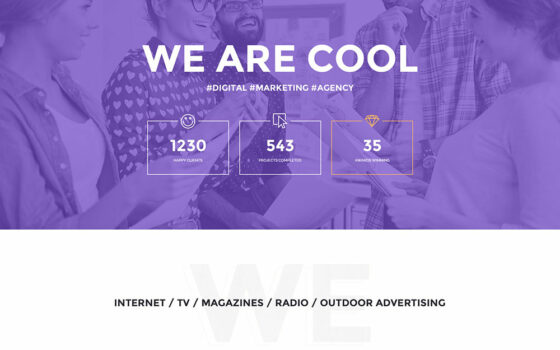 WE ARE COOL
#DIGITAL #MARKETING #AGENCY
1230 543 35
HAPPY CLIENTS PROJECTS COMPLETED AWARDS WINNING
WE
INTERNET / TV / MAGAZINES / RADIO / OUTDOOR ADVERTISING